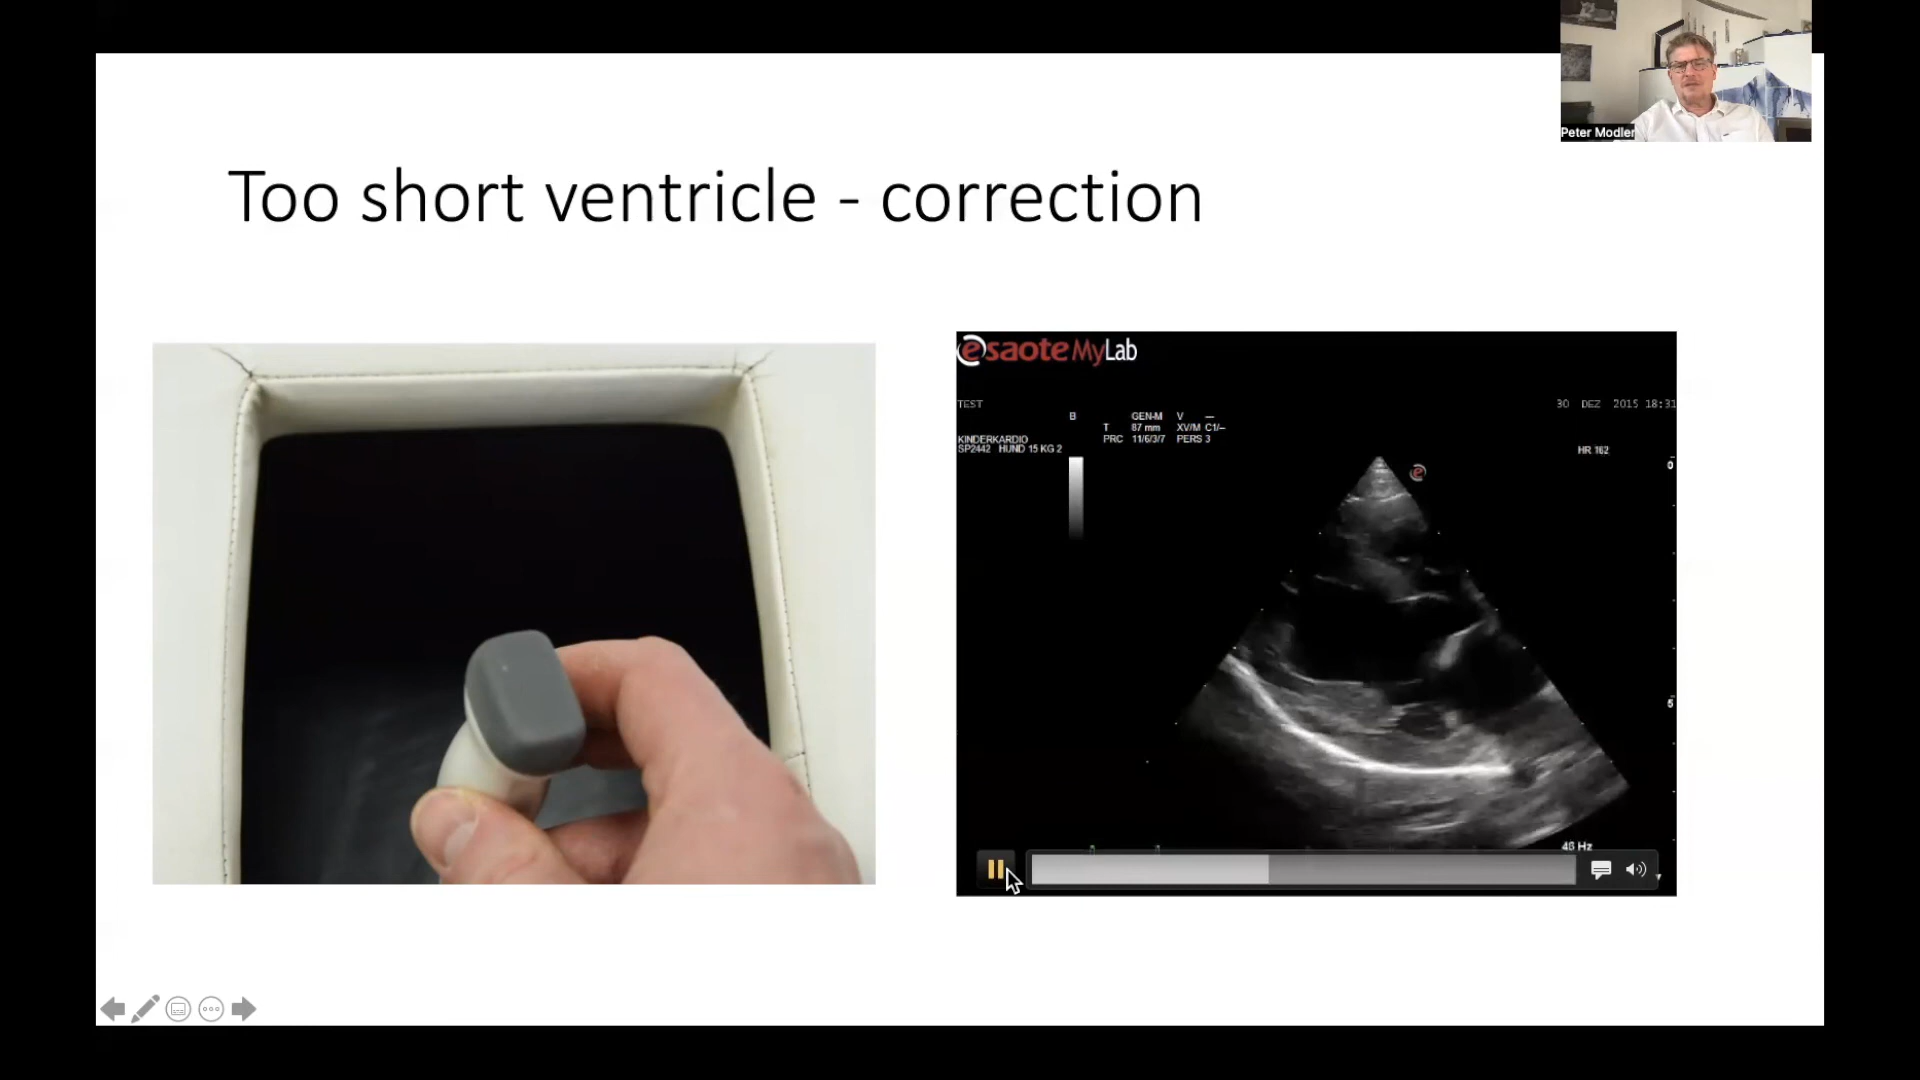 Peter Modler
Too short ventricle - correction
esaote MyLab
TEST
30 DEZ 2015 18:31
B
GEN-M V —
T 87 mm XV/M C1/–
PRC 11/6/3/7 PERS 3
KINDERKARDIO
SP2442 HUND 15 KG 2
HR 162
0
e
5
46 Hz